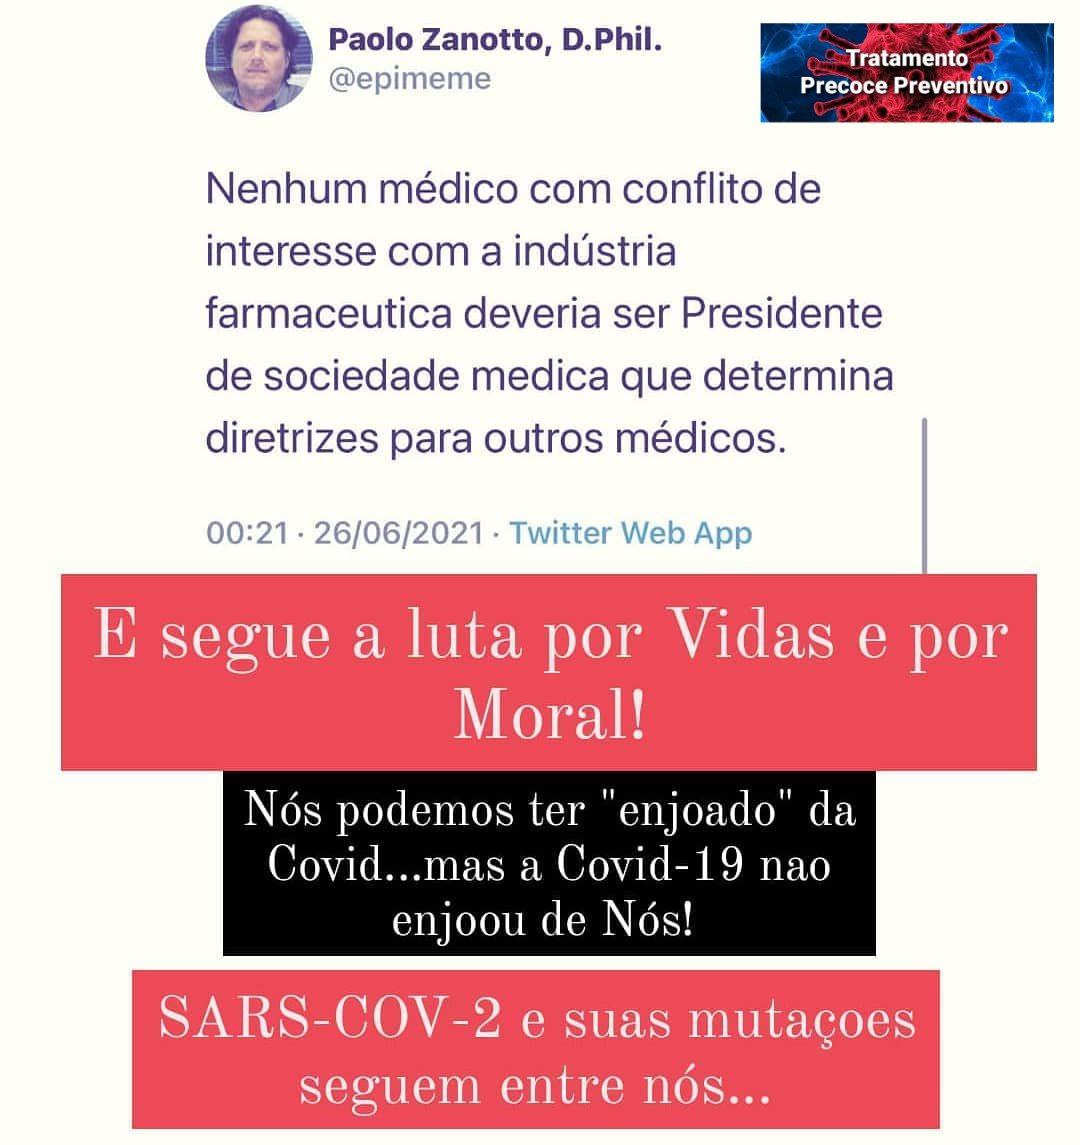 Paolo Zanotto, D.Phil.
@epimeme
Tratamento
Precoce Preventivo
Nenhum médico com conflito de
interesse com a indústria
farmaceutica deveria ser Presidente
de sociedade medica que determina
diretrizes para outros médicos.
00:21 · 26/06/2021 · Twitter Web App
E segue a luta por Vidas e por
Moral!
Nós podemos ter "enjoado" da
Covid...mas a Covid-19 nao
enjoou de Nós!
SARS-COV-2 e suas mutaçoes
seguem entre nós...